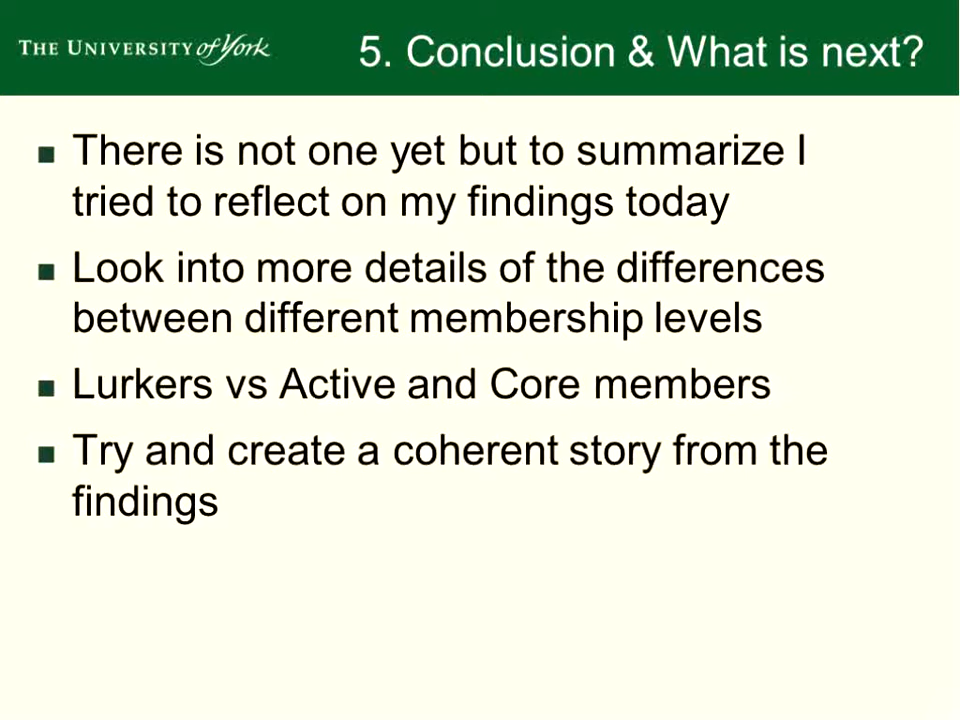 THE UNIVERSITY of York
5. Conclusion & What is next?
There is not one yet but to summarize I
tried to reflect on my findings today
Look into more details of the differences
between different membership levels
Lurkers vs Active and Core members
Try and create a coherent story from the
findings